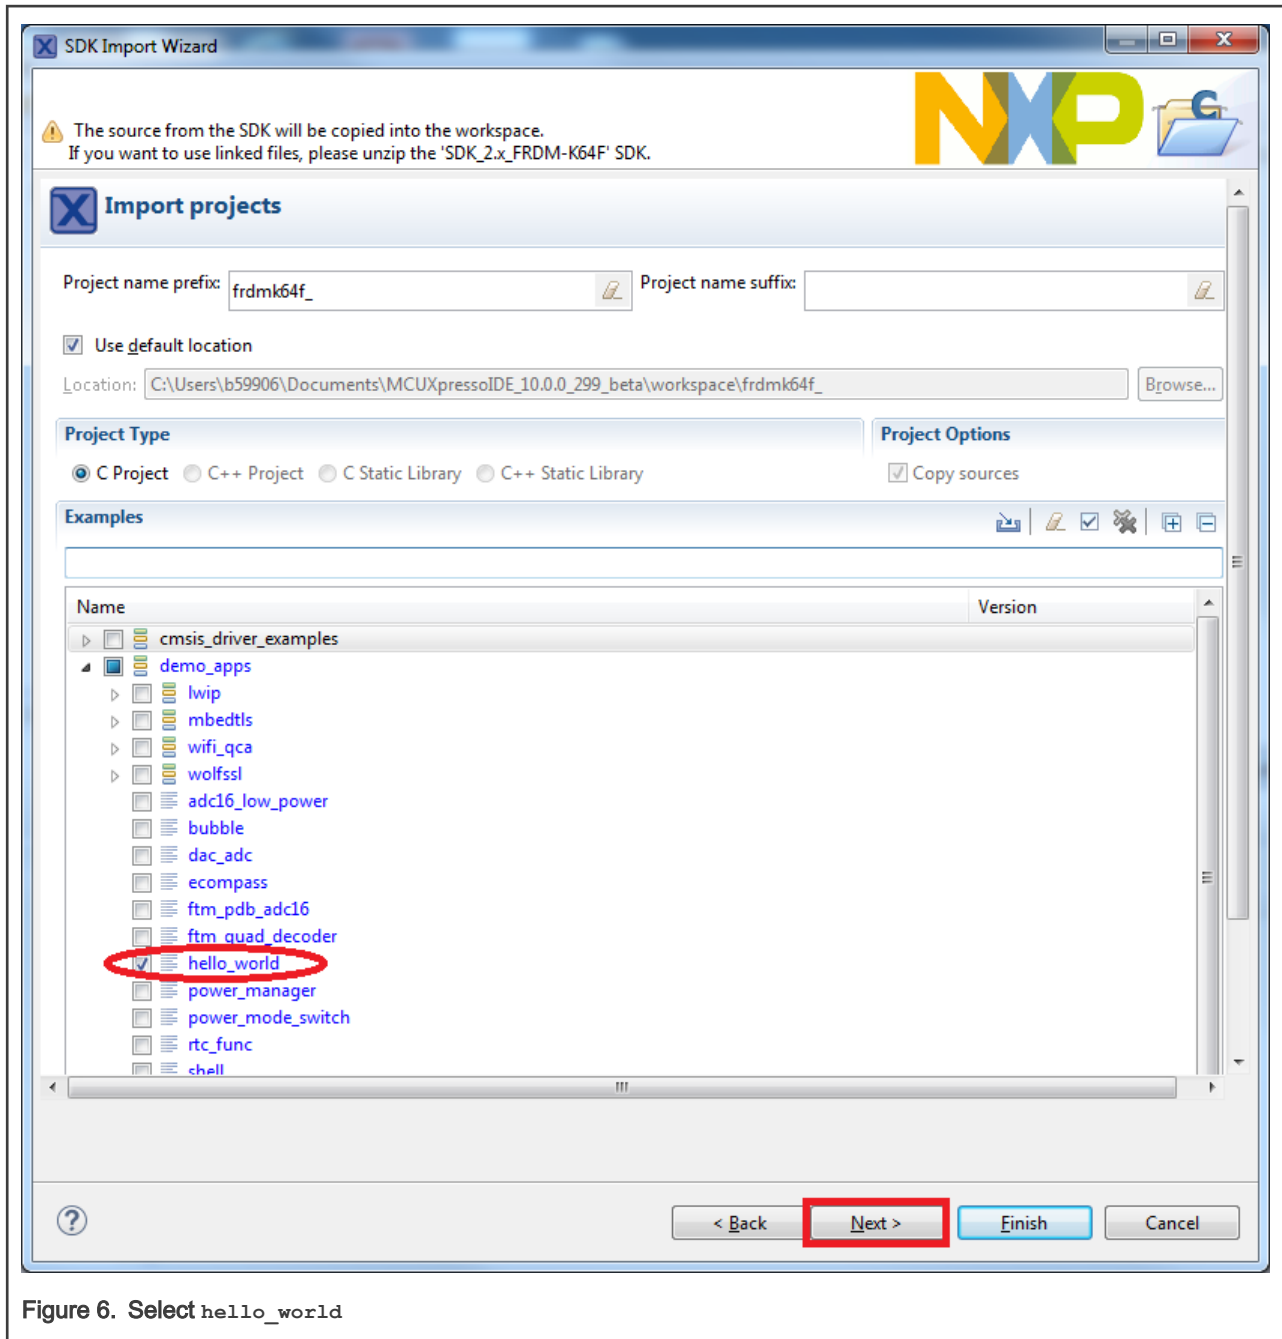 SDK Import Wizard
The source from the SDK will be copied into the workspace.
If you want to use linked files, please unzip the 'SDK_2.x_FRDM-K64F' SDK.
NXP
C
Import projects
Project name prefix: frdmk64f_ Project name suffix:
Use default location
Location: C:\Users\b59906\Documents\MCUXpressoIDE_10.0.0_299_beta\workspace\frdmk64f_ Browse...
Project Type Project Options
C Project C++ Project C Static Library C++ Static Library Copy sources
Examples
Name Version
cmsis_driver_examples
demo_apps
lwip
mbedtls
wifi_qca
wolfssl
adc16_low_power
bubble
dac_adc
ecompass
ftm_pdb_adc16
ftm_quad_decoder
hello_world
power_manager
power_mode_switch
rtc_func
shell
< Back Next > Finish Cancel
Figure 6. Select hello_world